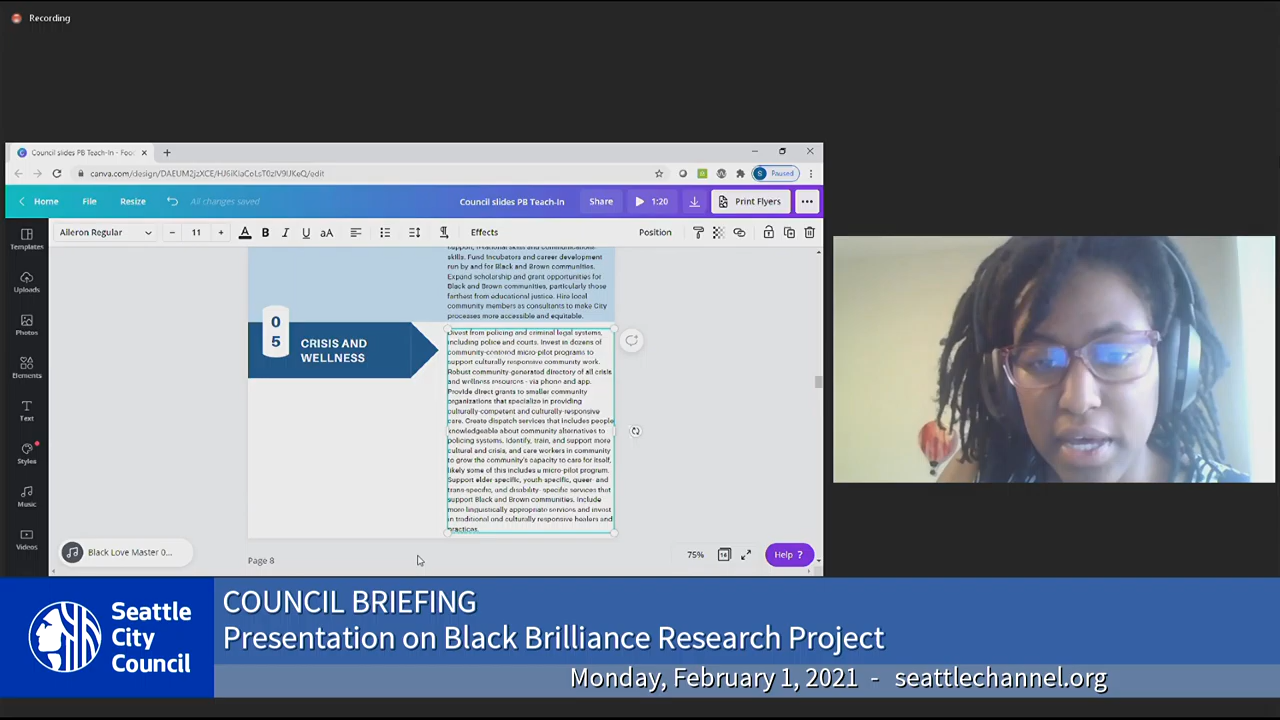 Recording
Council slides PB Teach-In - Foo
canva.com/design/DAEUM2jzXCE/HJ6iKlaCoLsT0zIV9UKeQ/edit
Paused
Home File Resize All changes saved Council slides PB Teach-In Share 1:20 Print Flyers
Aileron Regular 11 A B I U aA Effects Position
Templates
Uploads
Photos
Elements
Text
Styles
Music
Videos
skills. Fund incubators and career development
run by and for Black and Brown communities.
Expand scholarship and grant opportunities for
Black and Brown communities, particularly those
farthest from educational justice. Hire local
community members as consultants to make City
processes more accessible and equitable.
0
5
CRISIS AND
WELLNESS
Divest from policing and criminal legal systems,
including police and courts. Invest in dozens of
community-centered micro-pilot programs to
support culturally responsive community work.
Robust community-generated directory of all crisis
and wellness resources - via phone and app.
Provide direct grants to smaller community
organizations that specialize in providing
culturally-competent and culturally-responsive
care. Create dispatch services that includes people
knowledgeable about community alternatives to
policing systems. Identify, train, and support more
cultural and crisis, and care workers in community
to grow the community's capacity to care for itself,
likely some of this includes a micro-pilot program.
Support elder specific, youth specific, queer- and
trans-specific, and disability- specific services that
support Black and Brown communities. Include
more linguistically appropriate services and invest
in traditional and culturally responsive healers and
practices.
Black Love Master 0...
Page 8
75%
Help ?
Seattle
City
Council
COUNCIL BRIEFING
Presentation on Black Brilliance Research Project
Monday, February 1, 2021 - seattlechannel.org